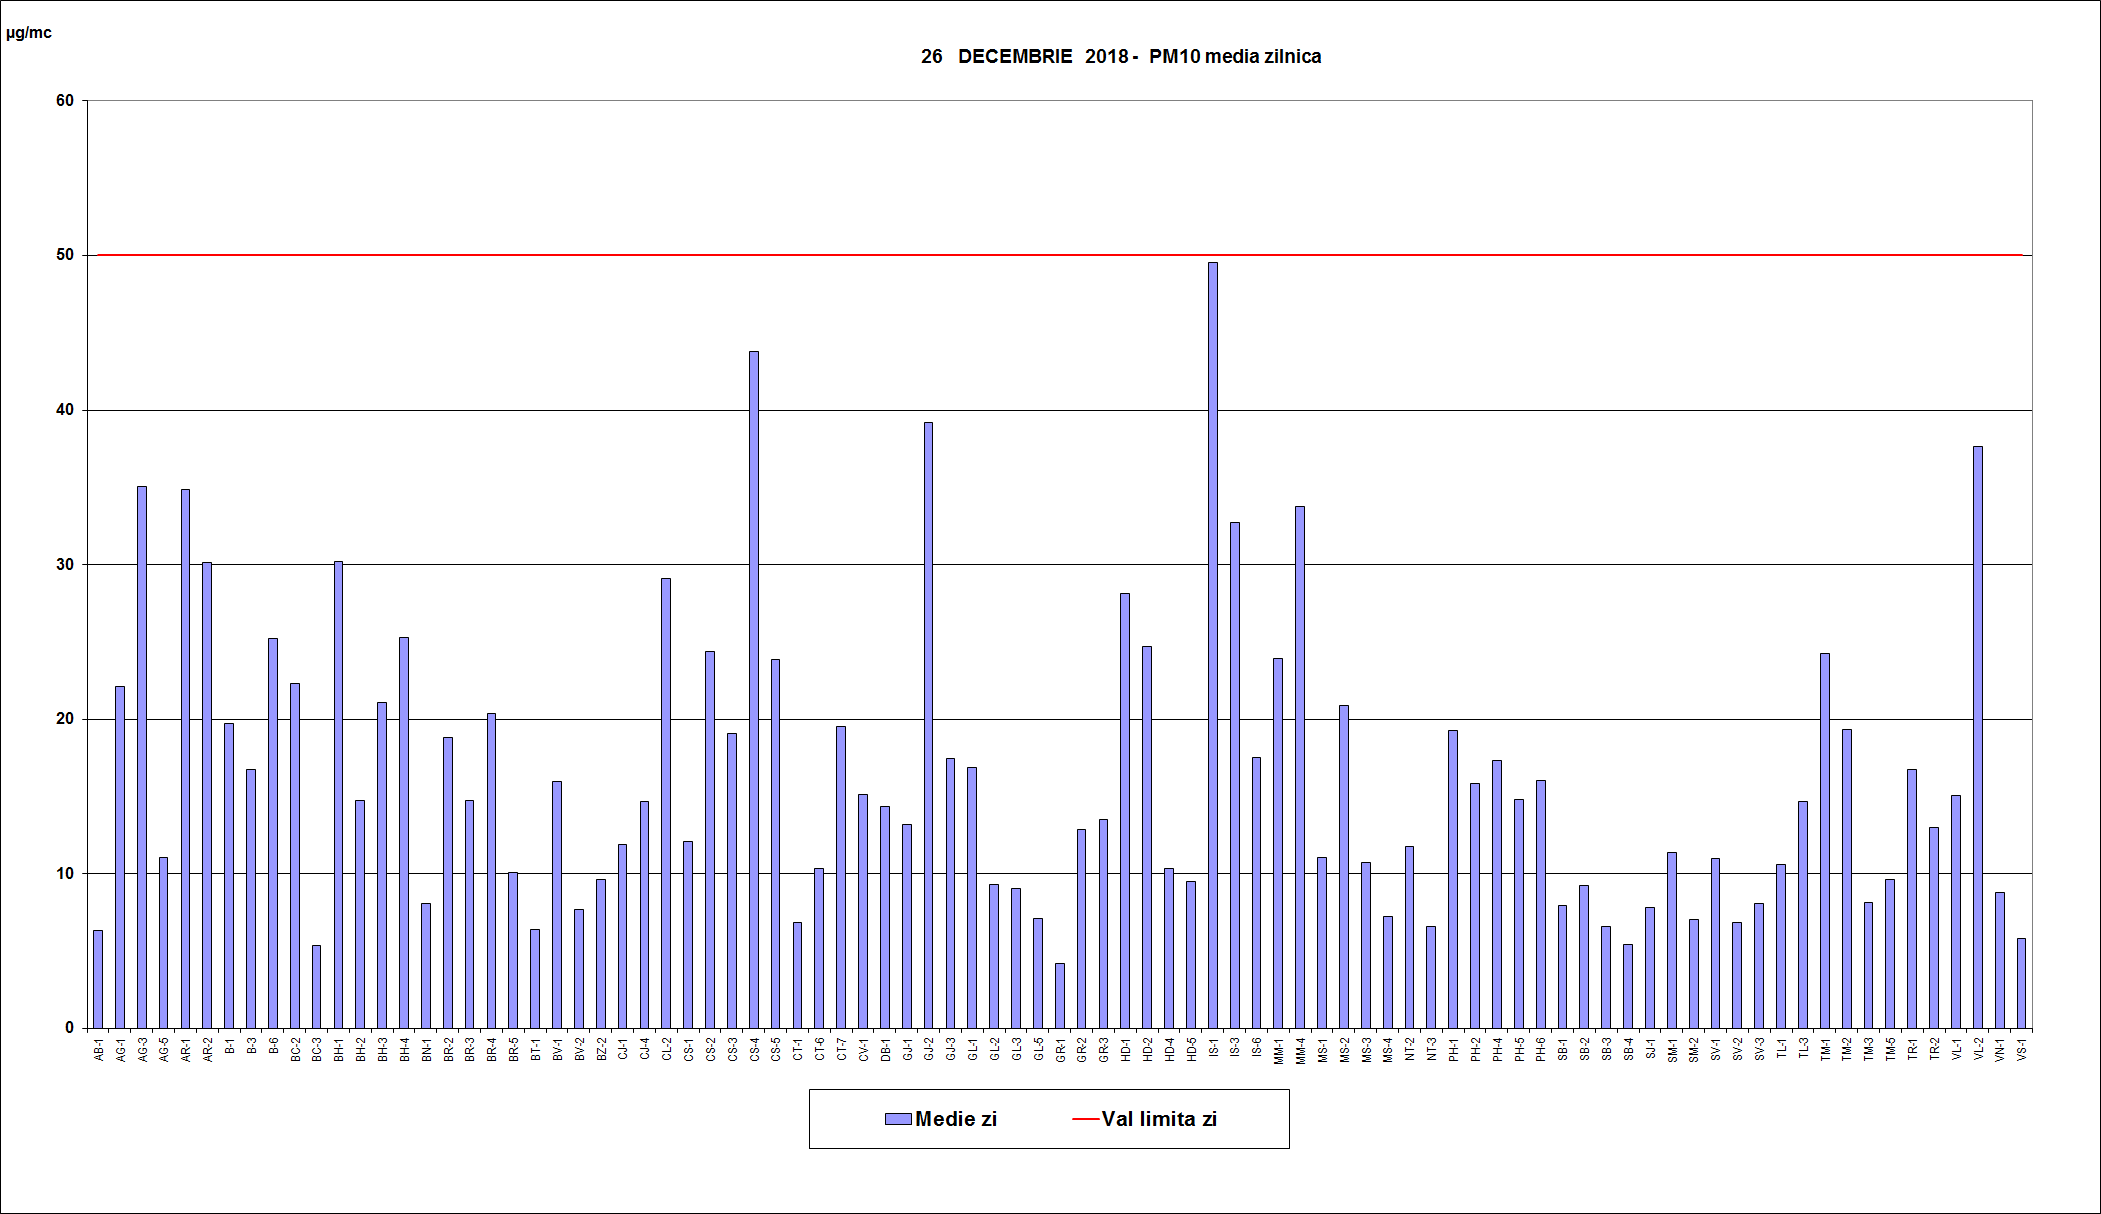 µg/mc
26 DECEMBRIE 2018 - PM10 media zilnica
60
50
40
30
20
10
0
AB-1 AG-1 AG-3 AG-5 AR-1 AR-2 B-1 B-3 B-6 BC-2 BC-3 BH-1 BH-2 BH-3 BH-4 BN-1 BR-2 BR-3 BR-4 BR-5 BT-1 BV-1 BV-2 BZ-2 CJ-1 CJ-4 CL-2 CS-1 CS-2 CS-3 CS-4 CS-5 CT-1 CT-6 CT-7 CV-1 DB-1 GJ-1 GJ-2 GJ-3 GL-1 GL-2 GL-3 GL-5 GR-1 GR-2 GR-3 HD-1 HD-2 HD-4 HD-5 IS-1 IS-3 IS-6 MM-1 MM-4 MS-1 MS-2 MS-3 MS-4 NT-2 NT-3 PH-1 PH-2 PH-4 PH-5 PH-6 SB-1 SB-2 SB-3 SB-4 SJ-1 SM-1 SM-2 SV-1 SV-2 SV-3 TL-1 TL-3 TM-1 TM-2 TM-3 TM-5 TR-1 TR-2 VL-1 VL-2 VN-1 VS-1
Medie zi Val limita zi